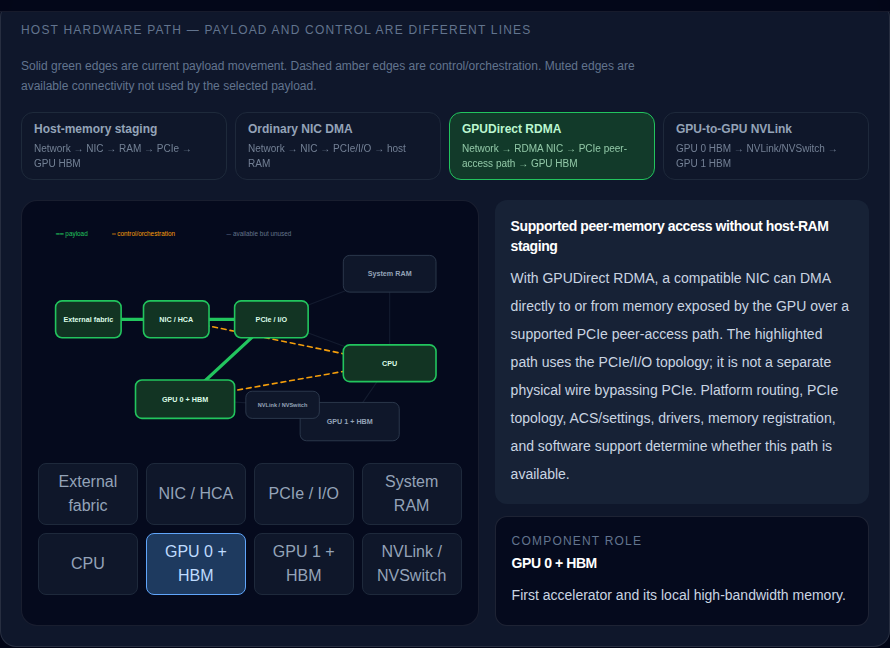 HOST HARDWARE PATH — PAYLOAD AND CONTROL ARE DIFFERENT LINES
Solid green edges are current payload movement. Dashed amber edges are control/orchestration. Muted edges are
available connectivity not used by the selected payload.
Host-memory staging
Network → NIC → RAM → PCIe →
GPU HBM
Ordinary NIC DMA
Network → NIC → PCIe/I/O → host
RAM
GPUDirect RDMA
Network → RDMA NIC → PCIe peer-
access path → GPU HBM
GPU-to-GPU NVLink
GPU 0 HBM → NVLink/NVSwitch →
GPU 1 HBM
payload
control/orchestration
available but unused
System RAM
External fabric
NIC / HCA
PCIe / I/O
CPU
GPU 0 + HBM
NVLink / NVSwitch
GPU 1 + HBM
External
fabric
NIC / HCA
PCIe / I/O
System
RAM
CPU
GPU 0 +
HBM
GPU 1 +
HBM
NVLink /
NVSwitch
Supported peer-memory access without host-RAM
staging
With GPUDirect RDMA, a compatible NIC can DMA
directly to or from memory exposed by the GPU over a
supported PCIe peer-access path. The highlighted
path uses the PCIe/I/O topology; it is not a separate
physical wire bypassing PCIe. Platform routing, PCIe
topology, ACS/settings, drivers, memory registration,
and software support determine whether this path is
available.
COMPONENT ROLE
GPU 0 + HBM
First accelerator and its local high-bandwidth memory.